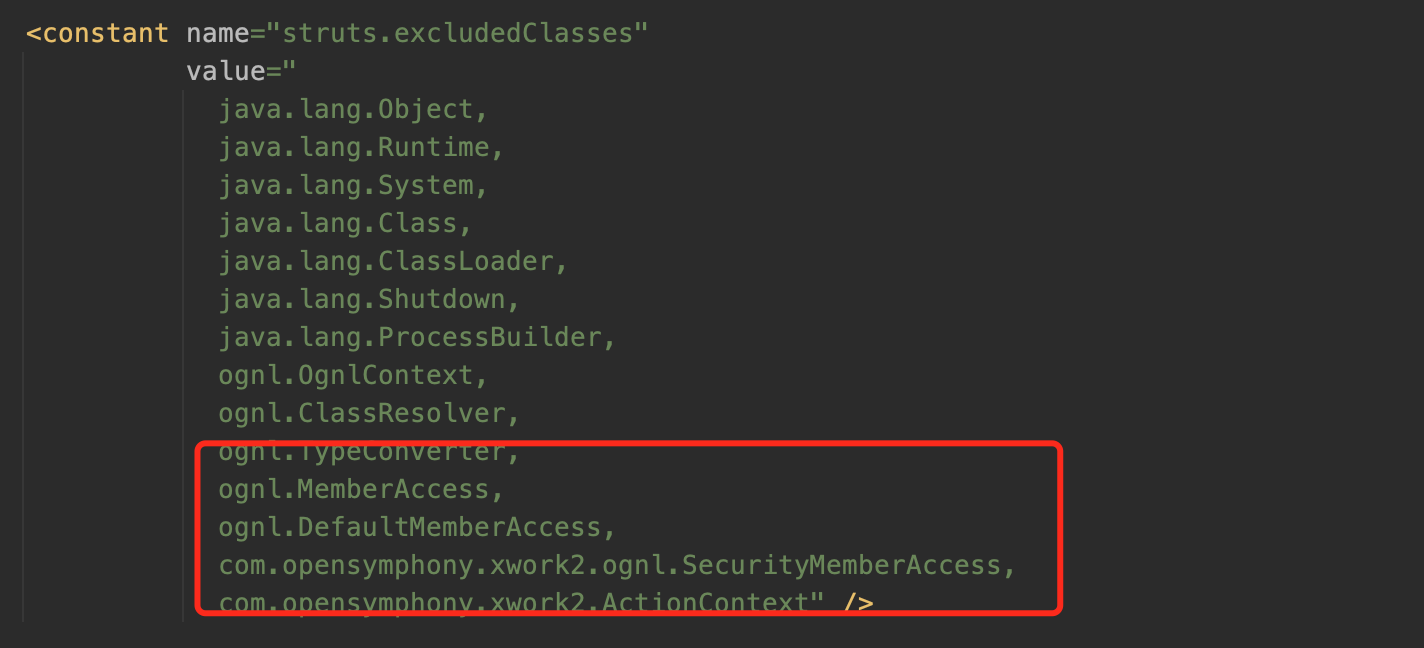 <constant name="struts.excludedClasses"
value="
java.lang.Object,
java.lang.Runtime,
java.lang.System,
java.lang.Class,
java.lang.ClassLoader,
java.lang.Shutdown,
java.lang.ProcessBuilder,
ognl.OgnlContext,
ognl.ClassResolver,
ognl.TypeConverter,
ognl.MemberAccess,
ognl.DefaultMemberAccess,
com.opensymphony.xwork2.ognl.SecurityMemberAccess,
com.opensymphony.xwork2.ActionContext" />